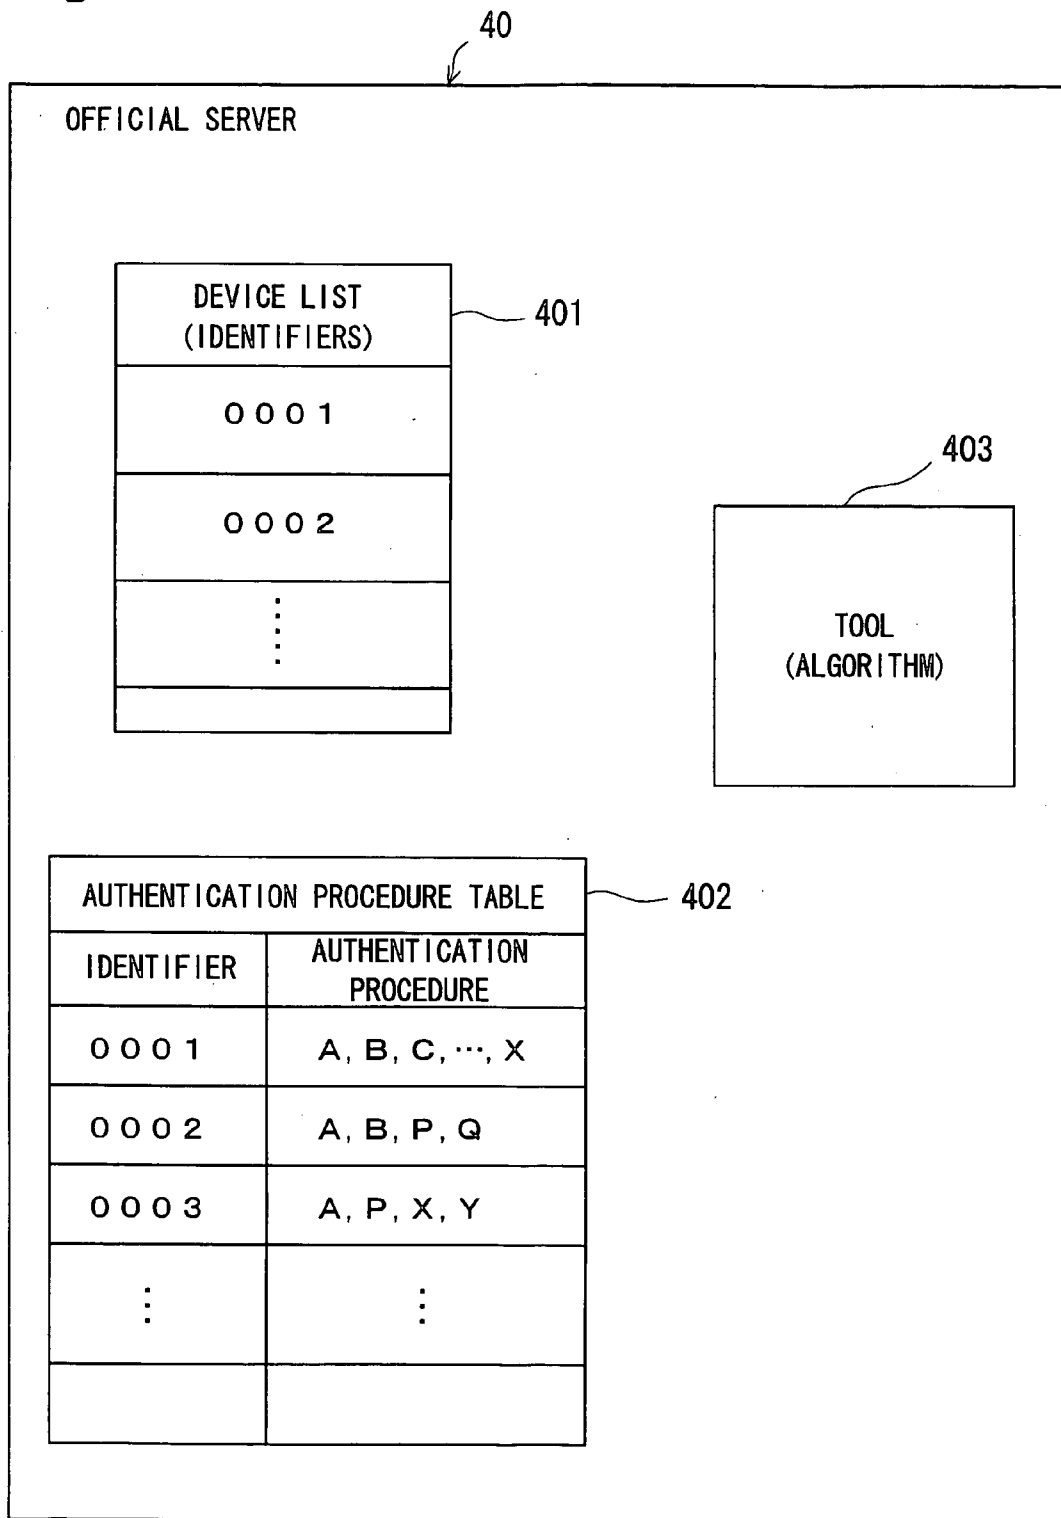 40
OFFICIAL SERVER
DEVICE LIST
(IDENTIFIERS)
401
0001
0002
403
TOOL
(ALGORITHM)
AUTHENTICATION PROCEDURE TABLE
402
IDENTIFIER
AUTHENTICATION
PROCEDURE
0001
A, B, C, …, X
0002
A, B, P, Q
0003
A, P, X, Y